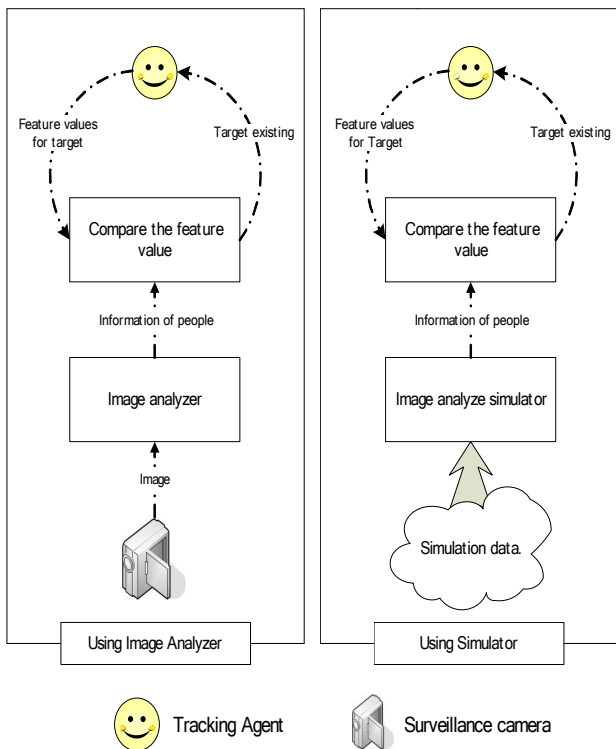 Feature values
for target
Target existing
Compare the feature
value
Information of people
Image analyzer
Image
Using Image Analyzer
Feature values
for Target
Target existing
Compare the feature
value
Information of people
Image analyze simulator
Simulation data.
Using Simulator
Tracking Agent
Surveillance camera